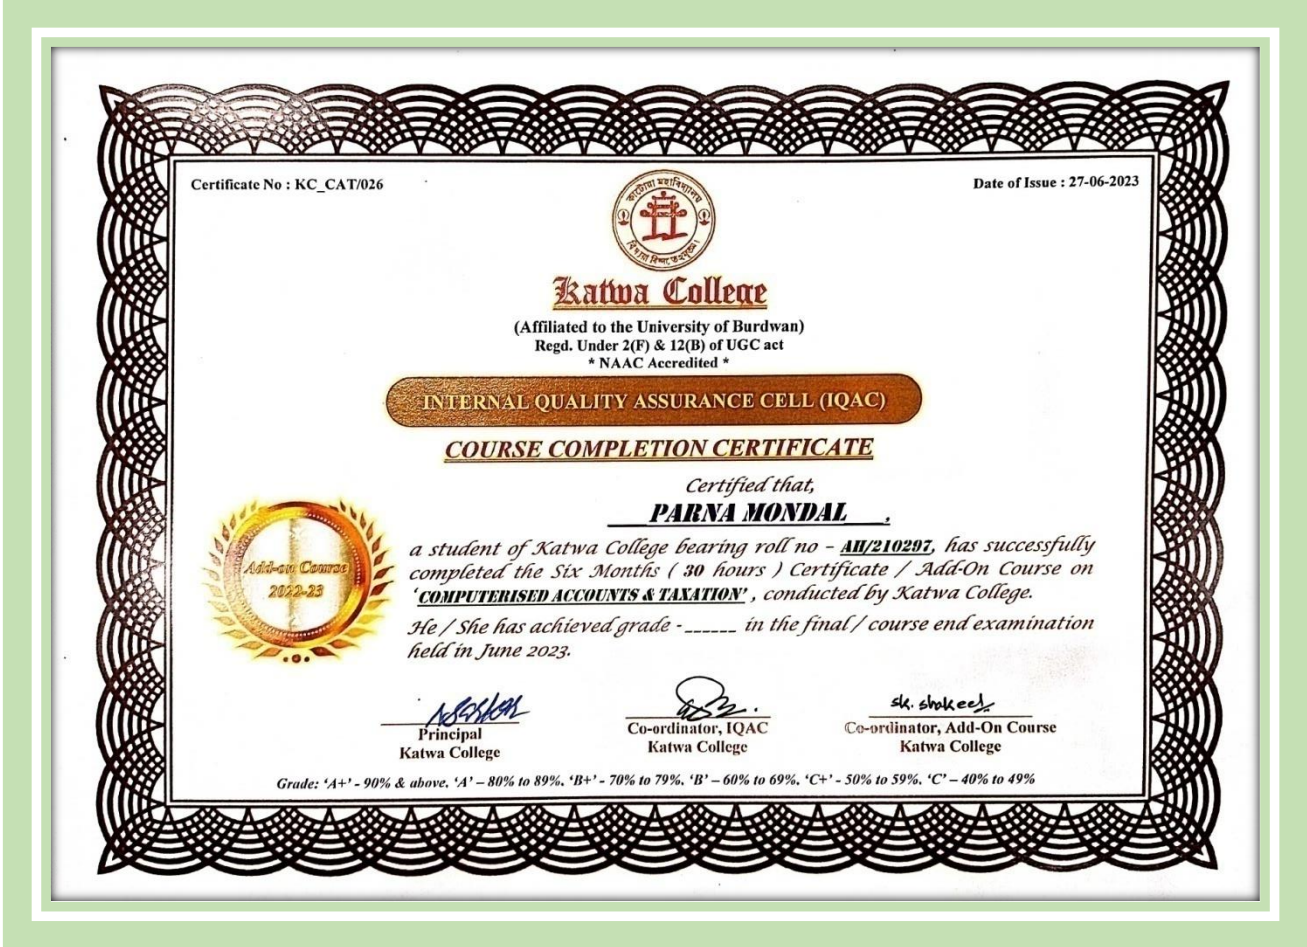 Certificate No : KC_CAT/026
Date of Issue : 27-06-2023
কাটোয়া মহাবিদ্যালয়
Katwa College
(Affiliated to the University of Burdwan)
Regd. Under 2(F) & 12(B) of UGC act
* NAAC Accredited *
INTERNAL QUALITY ASSURANCE CELL (IQAC)
COURSE COMPLETION CERTIFICATE
Certified that,
PARNA MONDAL ,
a student of Katwa College bearing roll no – AH/210297, has successfully
completed the Six Months ( 30 hours ) Certificate / Add-On Course on
‘COMPUTERISED ACCOUNTS & TAXATION’ , conducted by Katwa College.
He / She has achieved grade -______ in the final / course end examination
held in June 2023.
Add-on Course
2022-23
sk. shakeel
Principal
Katwa College
Co-ordinator, IQAC
Katwa College
Co-ordinator, Add-On Course
Katwa College
Grade: ‘A+’ - 90% & above. ‘A’ – 80% to 89%. ‘B+’ - 70% to 79%. ‘B’ – 60% to 69%. ‘C+’ - 50% to 59%. ‘C’ – 40% to 49%